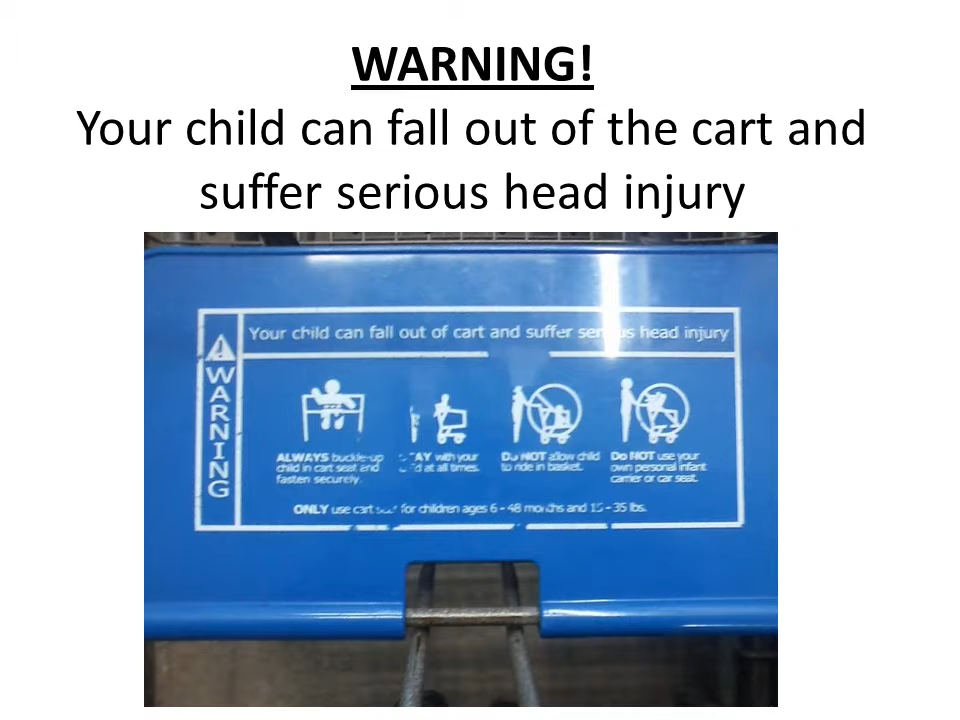 WARNING!
Your child can fall out of the cart and
suffer serious head injury
WARNING
Your child can fall out of cart and suffer head injury
ALWAYS buckle-up
child in cart seat and
fasten securely.
with your
at all times.
Do NOT allow child
to ride in basket.
Do NOT use your
own personal infant
carrier or car seat.
ONLY use cart for children ages 6 - 48 months and - 35 lbs.